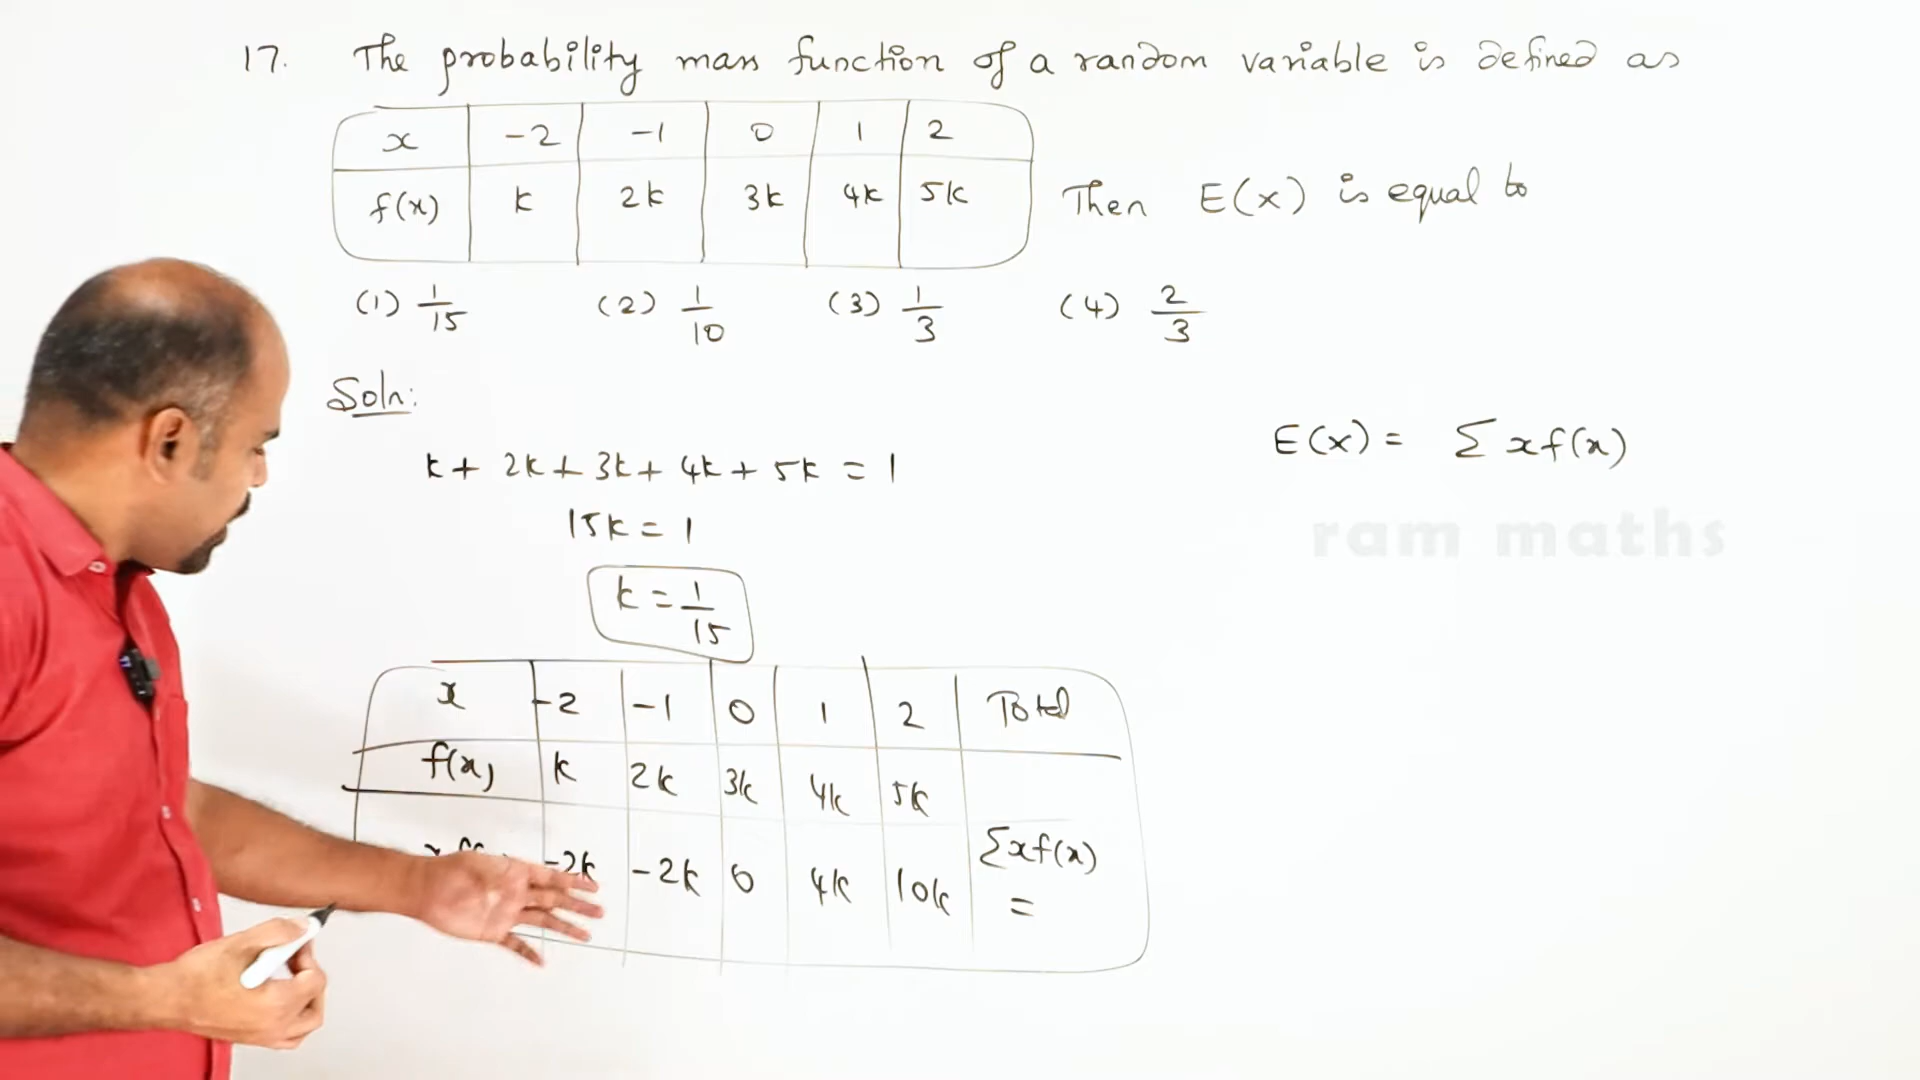 17. The probability mass function of a random variable is defined as
x -2 -1 0 1 2
f(x) k 2k 3k 4k 5k Then E(x) is equal to
(1) 1/15 (2) 1/10 (3) 1/3 (4) 2/3
Soln:
E(x) = Σxf(x)
k + 2k + 3k + 4k + 5k = 1
15k = 1
ram maths
k = 1/15
x -2 -1 0 1 2 Total
f(x) k 2k 3k 4k 5k
-2k -2k 0 4k 10k Σxf(x)
=